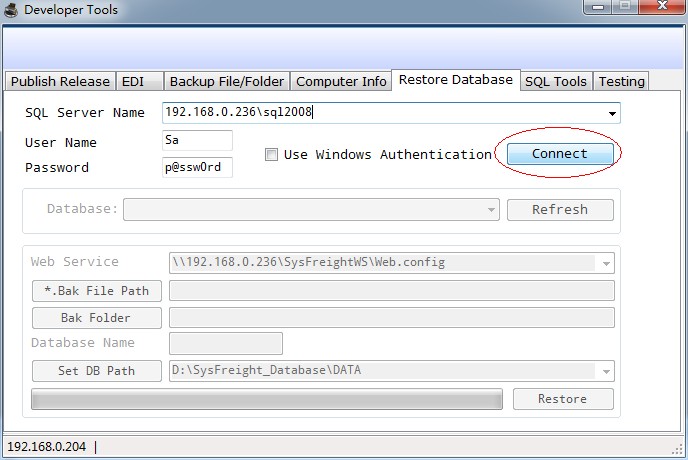 Developer Tools
Publish Release EDI Backup File/Folder Computer Info Restore Database SQL Tools Testing
SQL Server Name 192.168.0.236\sql2008
User Name Sa
Use Windows Authentication Connect
Password p@ssw0rd
Database: Refresh
Web Service \\192.168.0.236\SysFreightWS\Web.config
*.Bak File Path
Bak Folder
Database Name
Set DB Path D:\SysFreight_Database\DATA
Restore
192.168.0.204 |